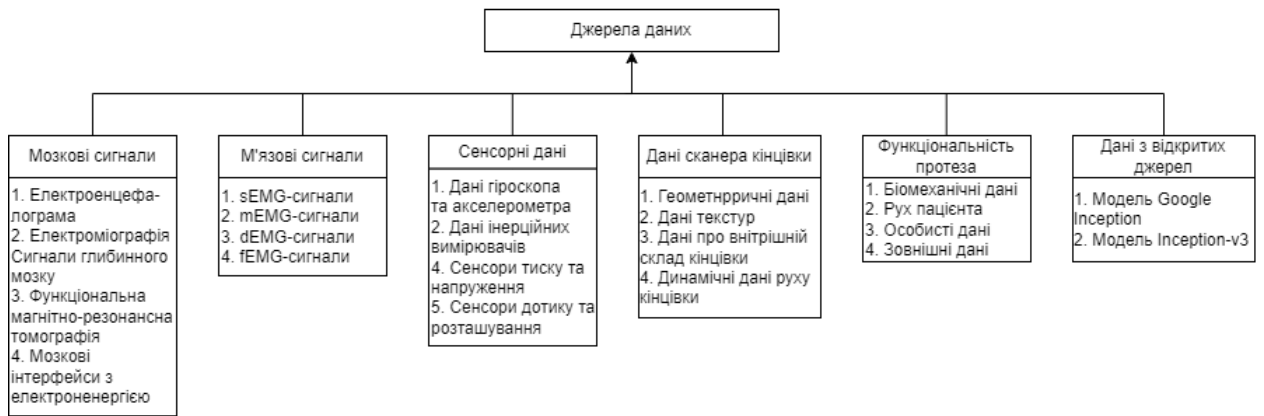 Джерела даних
Мозкові сигнали
1. Електроенцефа-
лограма
2. Електроміографія
Сигнали глибинного
мозку
3. Функціональна
магнітно-резонансна
томографія
4. Мозкові
інтерфейси з
електроненергією
М'язові сигнали
1. sEMG-сигнали
2. mEMG-сигнали
3. dEMG-сигнали
4. fEMG-сигнали
Сенсорні дані
1. Дані гіроскопа
та акселерометра
2. Дані інерційних
вимірювачів
4. Сенсори тиску та
напруження
5. Сенсори дотику та
розташування
Дані сканера кінцівки
1. Геометнрричні дані
2. Дані текстур
3. Дані про внітрішній
склад кінцівки
4. Динамічні дані руху
кінцівки
Функціональність
протеза
1. Біомеханічні дані
2. Рух пацієнта
3. Особисті дані
4. Зовнішні дані
Дані з відкритих
джерел
1. Модель Google
Inception
2. Модель Inception-v3